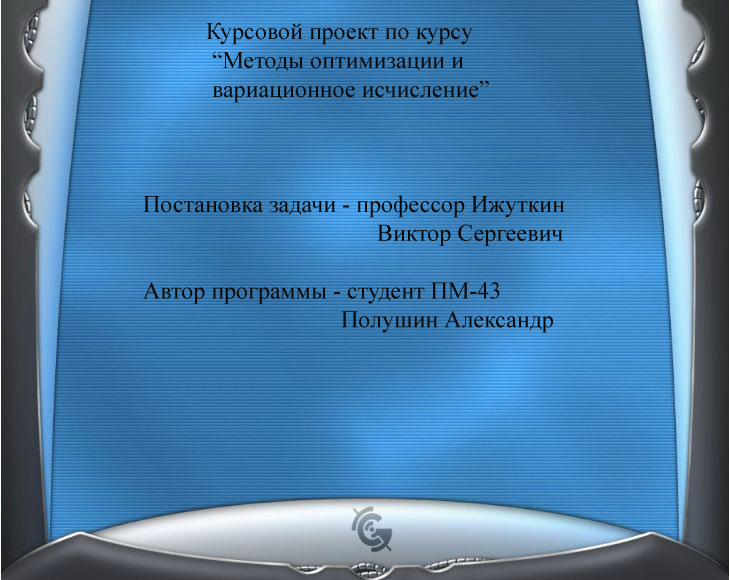 Курсовой проект по курсу
“Методы оптимизации и
вариационное исчисление”
Постановка задачи - профессор Ижуткин
Виктор Сергеевич
Автор программы - студент ПМ-43
Полушин Александр